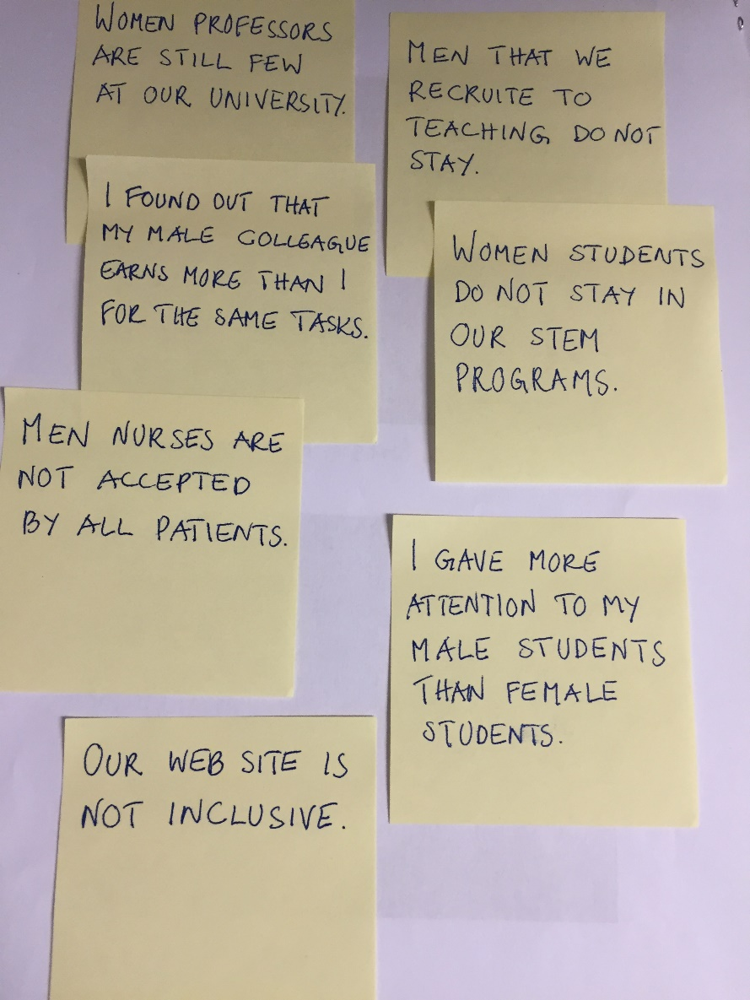 WOMEN PROFESSORS
ARE STILL FEW
AT OUR UNIVERSITY.
MEN THAT WE
RECRUITE TO
TEACHING DO NOT
STAY.
I FOUND OUT THAT
MY MALE COLLEAGUE
EARNS MORE THAN I
FOR THE SAME TASKS.
WOMEN STUDENTS
DO NOT STAY IN
OUR STEM
PROGRAMS.
MEN NURSES ARE
NOT ACCEPTED
BY ALL PATIENTS.
I GAVE MORE
ATTENTION TO MY
MALE STUDENTS
THAN FEMALE
STUDENTS.
OUR WEB SITE IS
NOT INCLUSIVE.